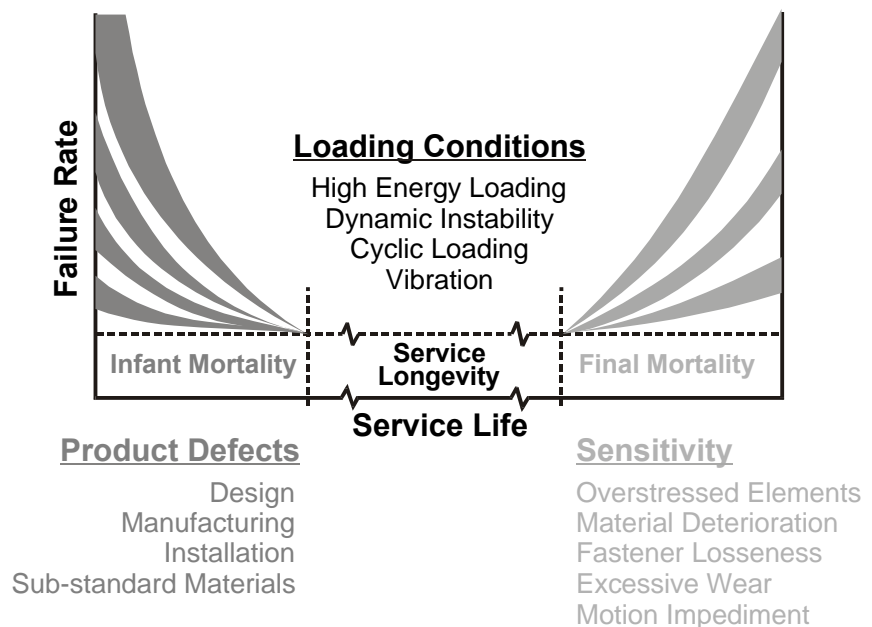 Failure Rate
Loading Conditions
High Energy Loading
Dynamic Instability
Cyclic Loading
Vibration
Infant Mortality
Service
Longevity
Final Mortality
Service Life
Product Defects
Design
Manufacturing
Installation
Sub-standard Materials
Sensitivity
Overstressed Elements
Material Deterioration
Fastener Losseness
Excessive Wear
Motion Impediment